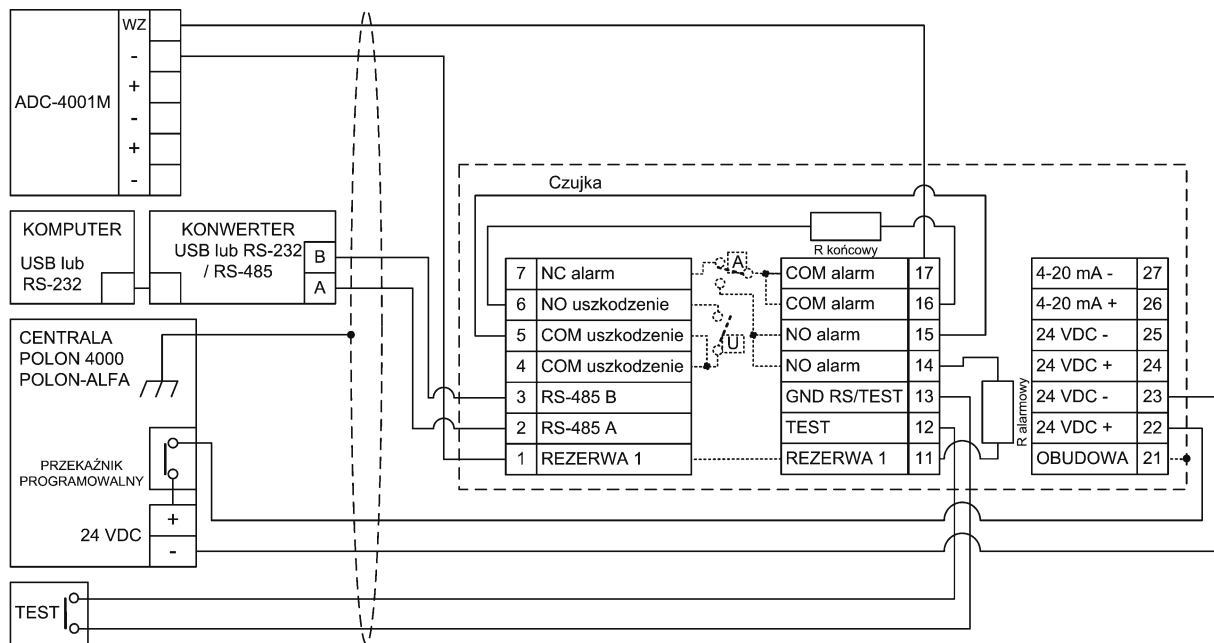 ADC-4001M
WZ
-
+
-
+
-
KOMPUTER
USB lub
RS-232
KONWERTER
USB lub RS-232
/ RS-485
B
A
CENTRALA
POLON 4000
POLON-ALFA
PRZEKAŹNIK
PROGRAMOWALNY
24 VDC
+
-
TEST
Czujka
R końcowy
7 NC alarm
6 NO uszkodzenie
5 COM uszkodzenie
4 COM uszkodzenie
3 RS-485 B
2 RS-485 A
1 REZERWA 1
A
U
COM alarm 17
COM alarm 16
NO alarm 15
NO alarm 14
GND RS/TEST 13
TEST 12
REZERWA 1 11
R alarmowy
4-20 mA - 27
4-20 mA + 26
24 VDC - 25
24 VDC + 24
24 VDC - 23
24 VDC + 22
OBUDOWA 21